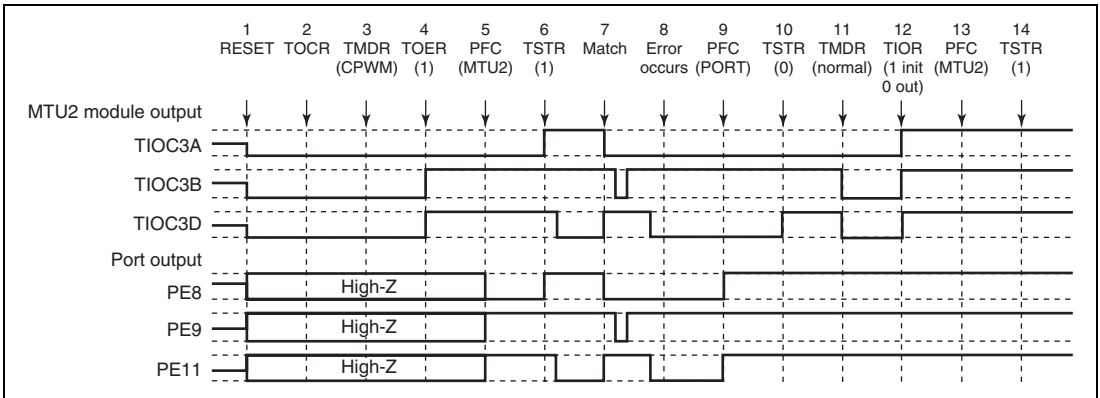 1 2 3 4 5 6 7 8 9 10 11 12 13 14
RESET TOCR TMDR TOER PFC TSTR Match Error PFC TSTR TMDR TIOR PFC TSTR
(CPWM) (1) (MTU2) (1) occurs (PORT) (0) (normal) (1 init (MTU2) (1)
0 out)
MTU2 module output
TIOC3A
TIOC3B
TIOC3D
Port output
PE8 High-Z
PE9 High-Z
PE11 High-Z